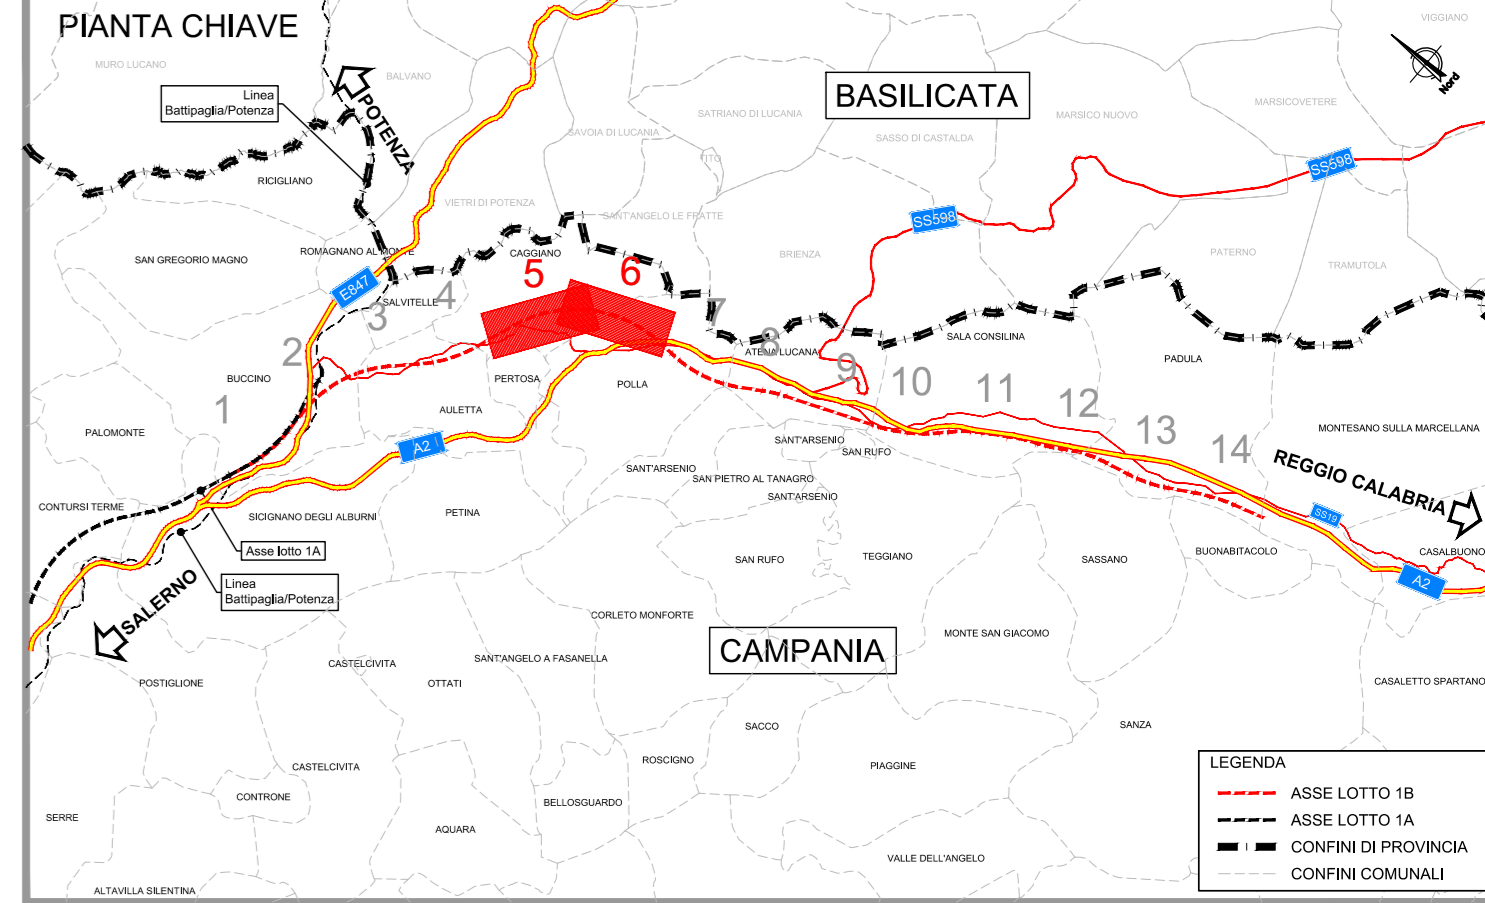 PIANTA CHIAVE
VIGGIANO
MURO LUCANO
BALVANO
Nord
Linea
Battipaglia/Potenza
POTENZA
BASILICATA
MARSICOVETERE
SATRIANO DI LUCANIA
MARSICO NUOVO
SAVOIA DI LUCANIA
SASSO DI CASTALDA
TITO
SS598
RICIGLIANO
VIETRI DI POTENZA
SANT'ANGELO LE FRATTE
SS598
ROMAGNANO AL MONTE
CAGGIANO
BRIENZA
PATERNO
SAN GREGORIO MAGNO
TRAMUTOLA
5
6
E847
4
SALVITELLE
3
7
8
SALA CONSILINA
2
ATENA LUCANA
PADULA
9
BUCCINO
PERTOSA
POLLA
10
11
12
1
AULETTA
13
MONTESANO SULLA MARCELLANA
PALOMONTE
A2
SANT'ARSENIO
SAN RUFO
14
SANT'ARSENIO
SAN PIETRO AL TANAGRO
SANT'ARSENIO
REGGIO CALABRiA
CONTURSI TERME
SICIGNANO DEGLI ALBURNI
PETINA
SS19
Asse lotto 1A
SAN RUFO
TEGGIANO
SASSANO
BUONABITACOLO
CASALBUONO
A2
Linea
Battipaglia/Potenza
SALERNO
CORLETO MONFORTE
MONTE SAN GIACOMO
CAMPANIA
CASTELCIVITA
SANT'ANGELO A FASANELLA
POSTIGLIONE
OTTATI
CASALETTO SPARTANO
SACCO
SANZA
ROSCIGNO
PIAGGINE
CASTELCIVITA
CONTRONE
BELLOSGUARDO
SERRE
AQUARA
VALLE DELL'ANGELO
ALTAVILLA SILENTINA
LEGENDA
ASSE LOTTO 1B
ASSE LOTTO 1A
CONFINI DI PROVINCIA
CONFINI COMUNALI